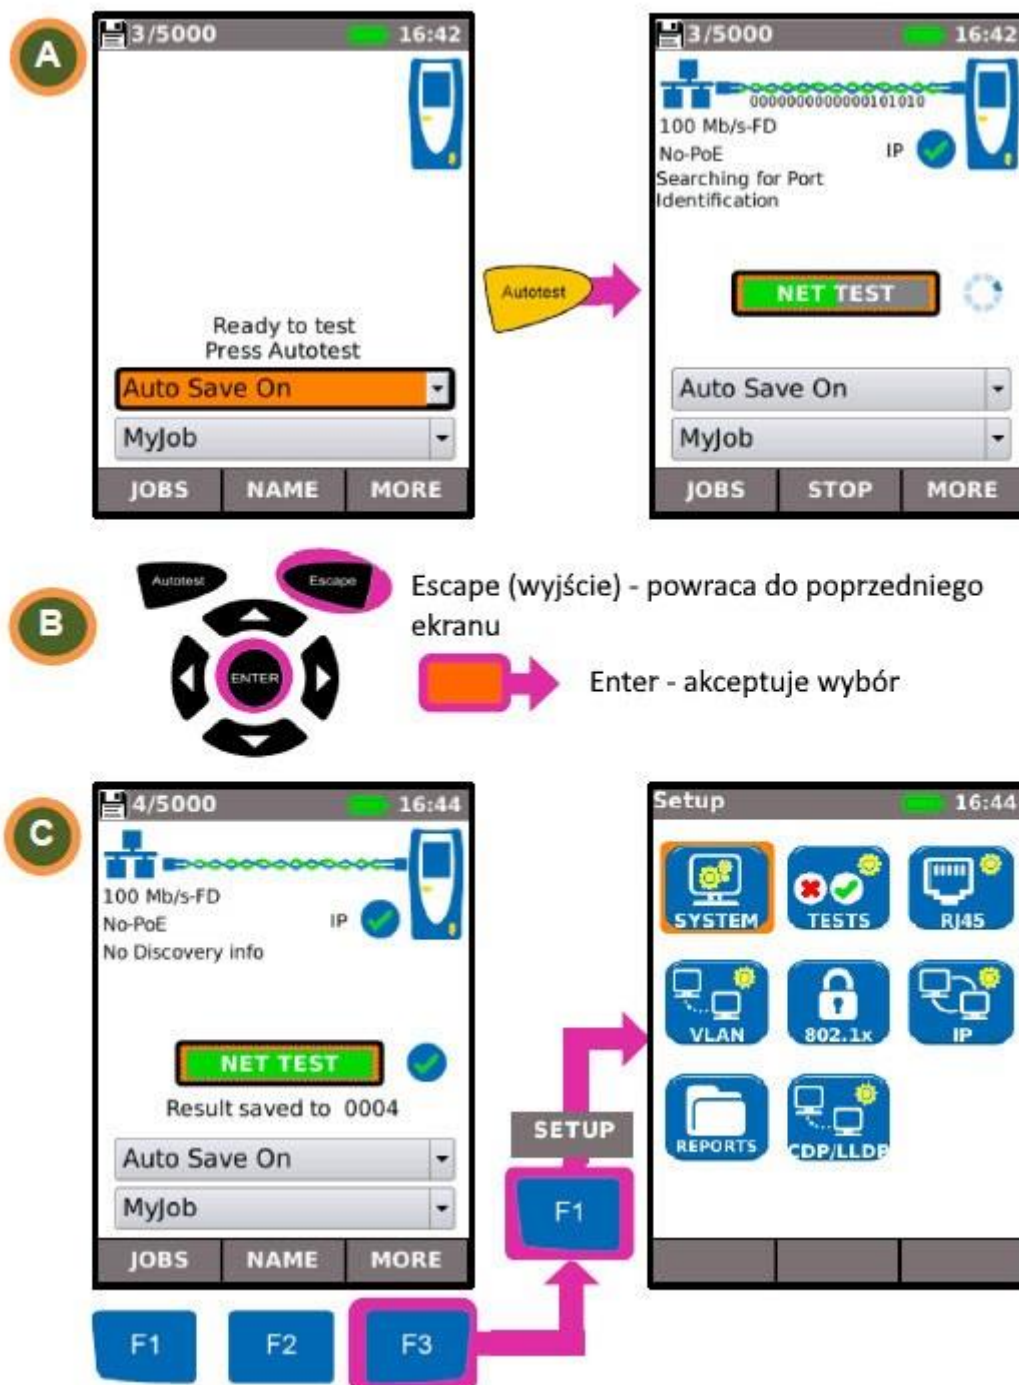 A
3/5000 16:42
Ready to test
Press Autotest
Auto Save On
MyJob
JOBS NAME MORE
Autotest
3/5000 16:42
0000000000000101010
100 Mb/s-FD
No-PoE IP
Searching for Port
Identification
NET TEST
Auto Save On
MyJob
JOBS STOP MORE
B
Autotest Escape
ENTER
Escape (wyjście) - powraca do poprzedniego
ekranu
Enter - akceptuje wybór
C
4/5000 16:44
100 Mb/s-FD
No-PoE IP
No Discovery info
NET TEST
Result saved to 0004
Auto Save On
MyJob
JOBS NAME MORE
F1 F2 F3
SETUP
F1
Setup 16:44
SYSTEM TESTS RJ45
VLAN 802.1x IP
REPORTS CDP/LLDP